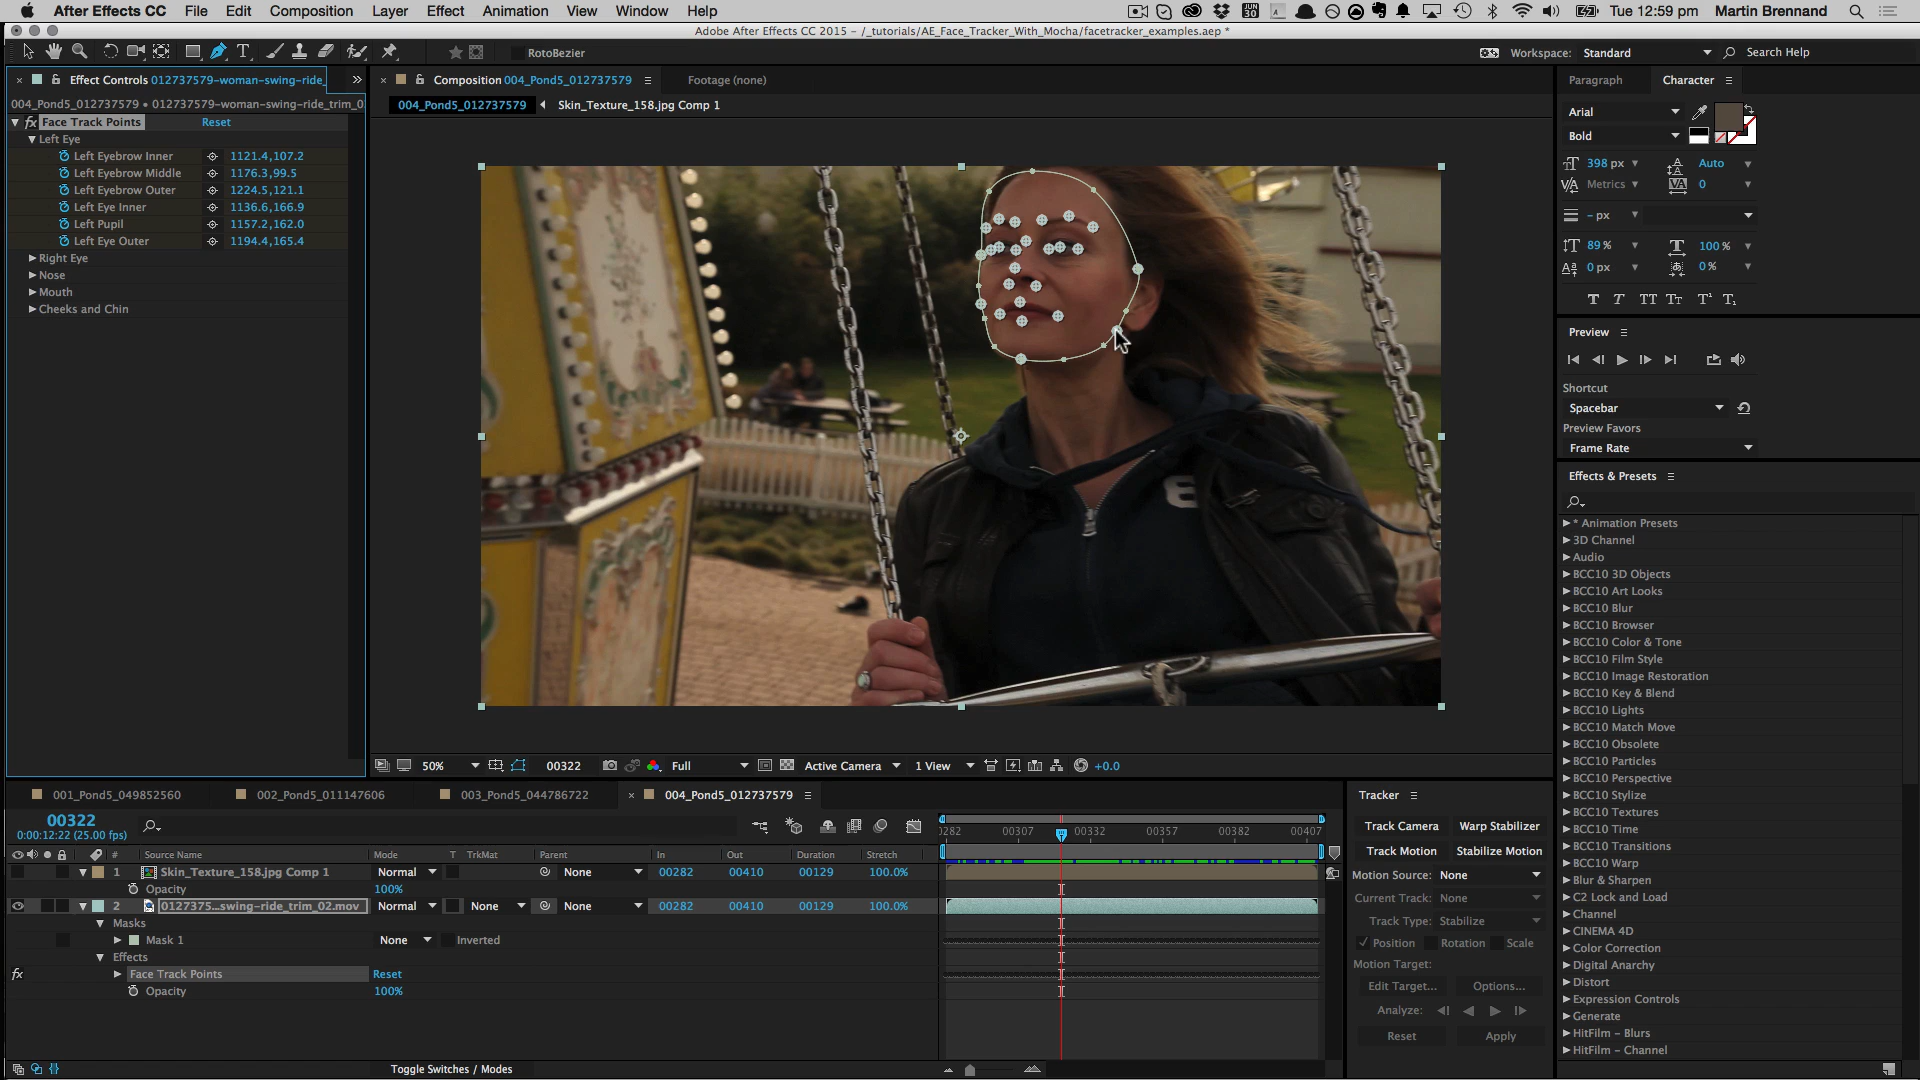 After Effects CC File Edit Composition Layer Effect Animation View Window Help
Tue 12:59 pm Martin Brennand
Adobe After Effects CC 2015 - /_tutorials/AE_Face_Tracker_With_Mocha/facetracker_examples.aep *
RotoBezier
Workspace: Standard
Search Help
Effect Controls 012737579-woman-swing-ride_
004_Pond5_012737579 • 012737579-woman-swing-ride_trim_0
fx Face Track Points Reset
Left Eye
Left Eyebrow Inner 1121.4,107.2
Left Eyebrow Middle 1176.3,99.5
Left Eyebrow Outer 1224.5,121.1
Left Eye Inner 1136.6,166.9
Left Pupil 1157.2,162.0
Left Eye Outer 1194.4,165.4
Right Eye
Nose
Mouth
Cheeks and Chin
Composition 004_Pond5_012737579
Footage (none)
004_Pond5_012737579
Skin_Texture_158.jpg Comp 1
8
50%
00322
Full
Active Camera
1 View
+0.0
Paragraph
Character
Arial
Bold
398 px
Auto
Metrics
0
- px
89 %
100 %
0 px
0 %
T T TT Tr T¹ T₁
Preview
Shortcut
Spacebar
Preview Favors
Frame Rate
Effects & Presets
* Animation Presets
3D Channel
Audio
BCC10 3D Objects
BCC10 Art Looks
BCC10 Blur
BCC10 Browser
BCC10 Color & Tone
BCC10 Film Style
BCC10 Image Restoration
BCC10 Key & Blend
BCC10 Lights
BCC10 Match Move
BCC10 Obsolete
BCC10 Particles
BCC10 Perspective
BCC10 Stylize
BCC10 Textures
BCC10 Time
BCC10 Transitions
BCC10 Warp
Blur & Sharpen
C2 Lock and Load
Channel
CINEMA 4D
Color Correction
Digital Anarchy
Distort
Expression Controls
Generate
HitFilm - Blurs
HitFilm - Channel
001_Pond5_049852560
002_Pond5_011147606
003_Pond5_044786722
004_Pond5_012737579
00322
0:00:12:22 (25.00 fps)
# Source Name Mode T TrkMat Parent In Out Duration Stretch
0282 00307 00332 00357 00382 00407
1 Skin_Texture_158.jpg Comp 1 Normal None 00282 00410 00129 100.0%
Opacity 100%
2 0127375...swing-ride_trim_02.mov Normal None None 00282 00410 00129 100.0%
Masks
Mask 1 None Inverted
Effects
fx Face Track Points Reset
Opacity 100%
Toggle Switches / Modes
Tracker
Track Camera Warp Stabilizer
Track Motion Stabilize Motion
Motion Source: None
Current Track: None
Track Type: Stabilize
Position Rotation Scale
Motion Target:
Edit Target... Options...
Analyze:
Reset Apply